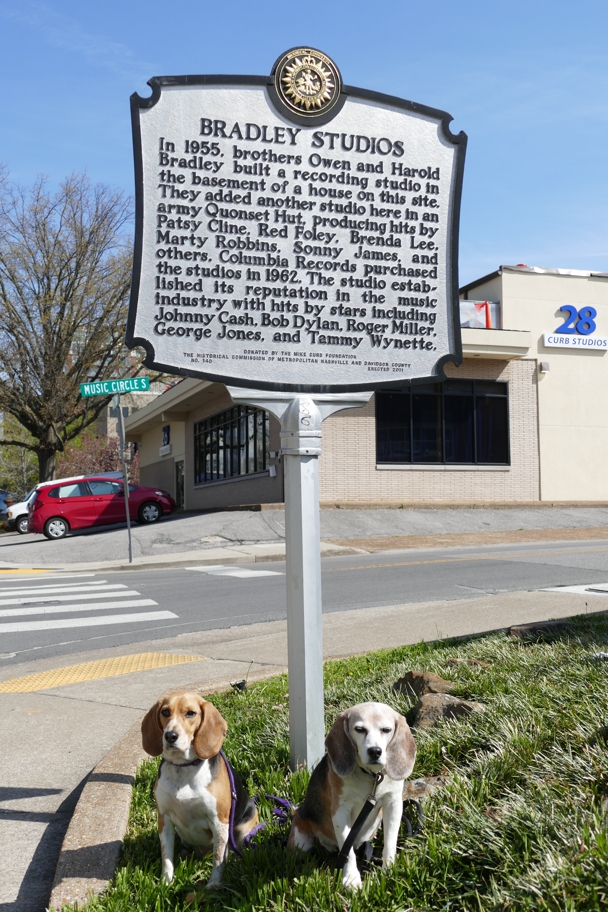 BRADLEY STUDIOS
In 1955, brothers Owen and Harold
Bradley built a recording studio in
the basement of a house on this site.
They added another studio here in an
army Quonset Hut, producing hits by
Patsy Cline, Red Foley, Brenda Lee,
Marty Robbins, Sonny James, and
others. Columbia Records purchased
the studios in 1962. The studio estab-
lished its reputation in the music
industry with hits by stars including
Johnny Cash, Bob Dylan, Roger Miller,
George Jones, and Tammy Wynette.
DONATED BY THE MIKE CURB FOUNDATION
THE HISTORICAL COMMISSION OF METROPOLITAN NASHVILLE AND DAVIDSON COUNTY
NO. 140 ERECTED 2011
MUSIC CIRCLE S
28
CURB STUDIOS